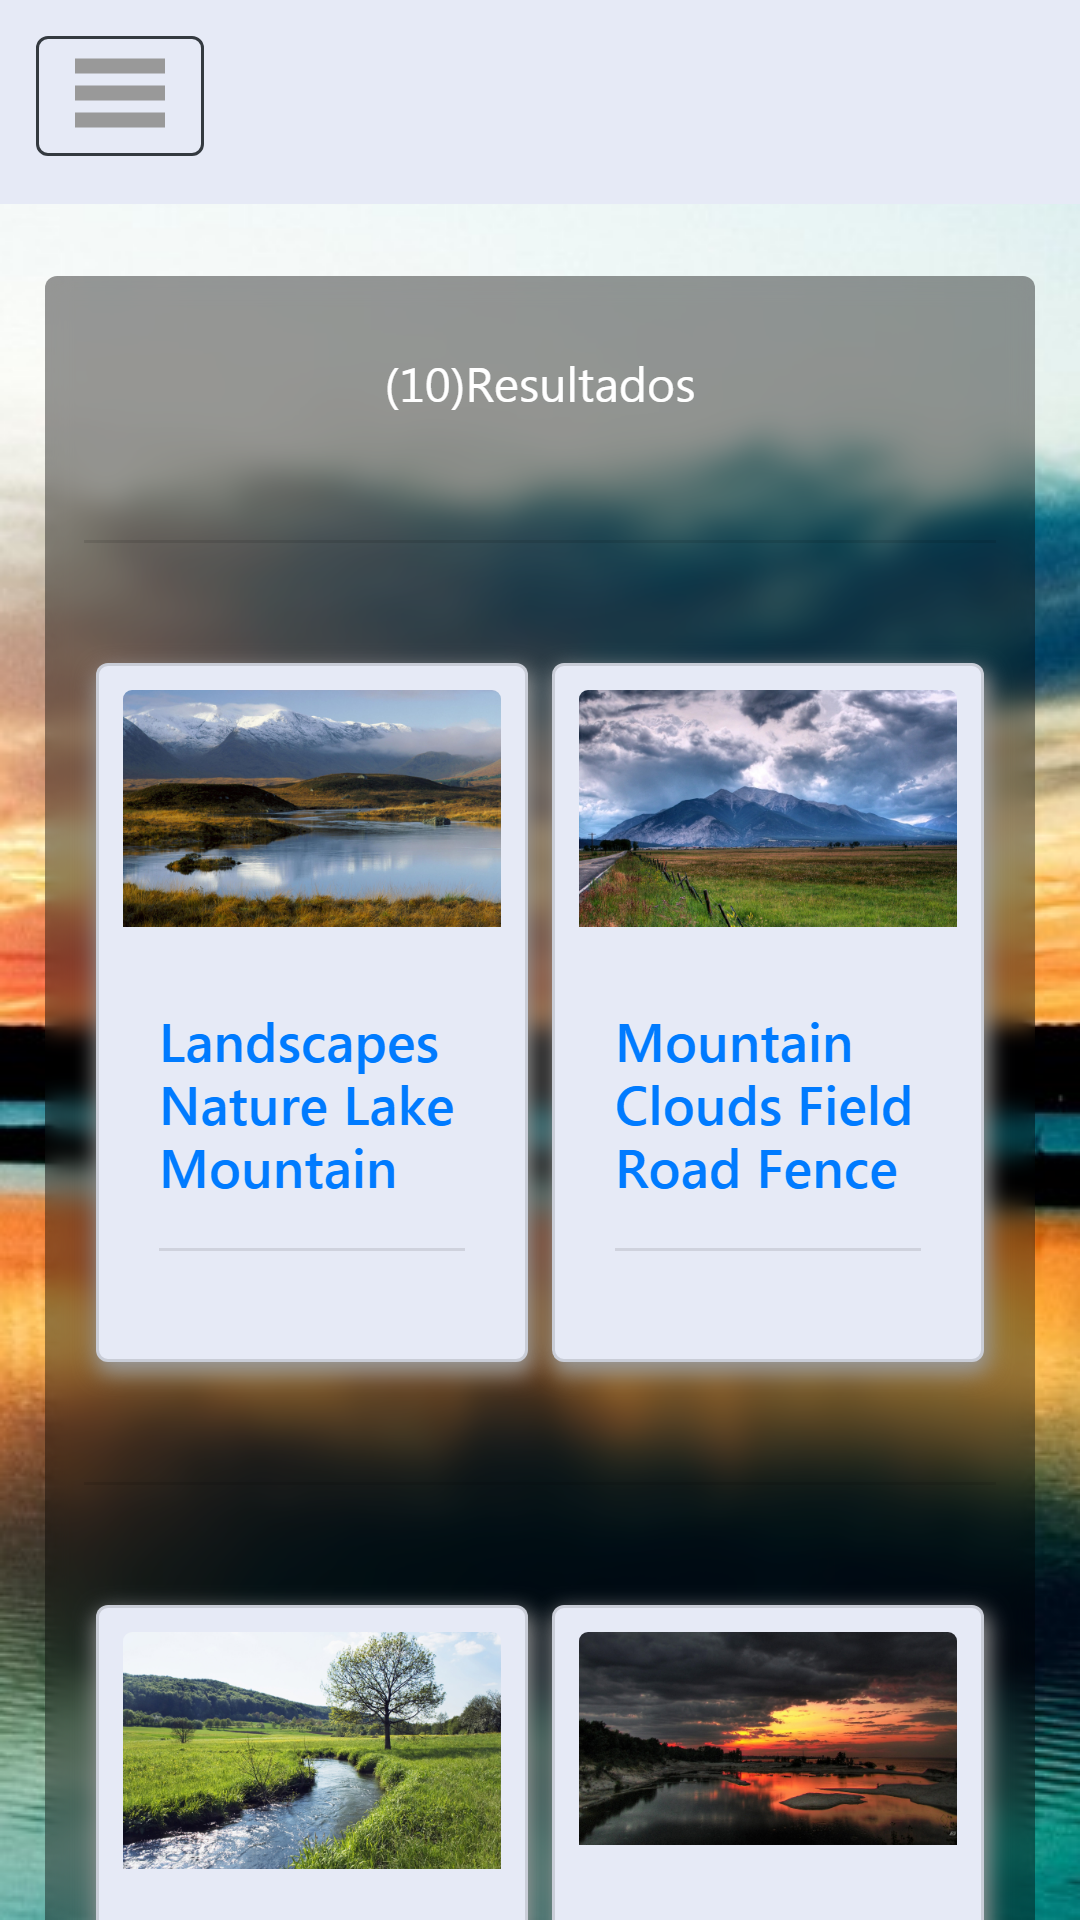 (10)Resultados
Landscapes
Nature Lake
Mountain
Mountain
Clouds Field
Road Fence